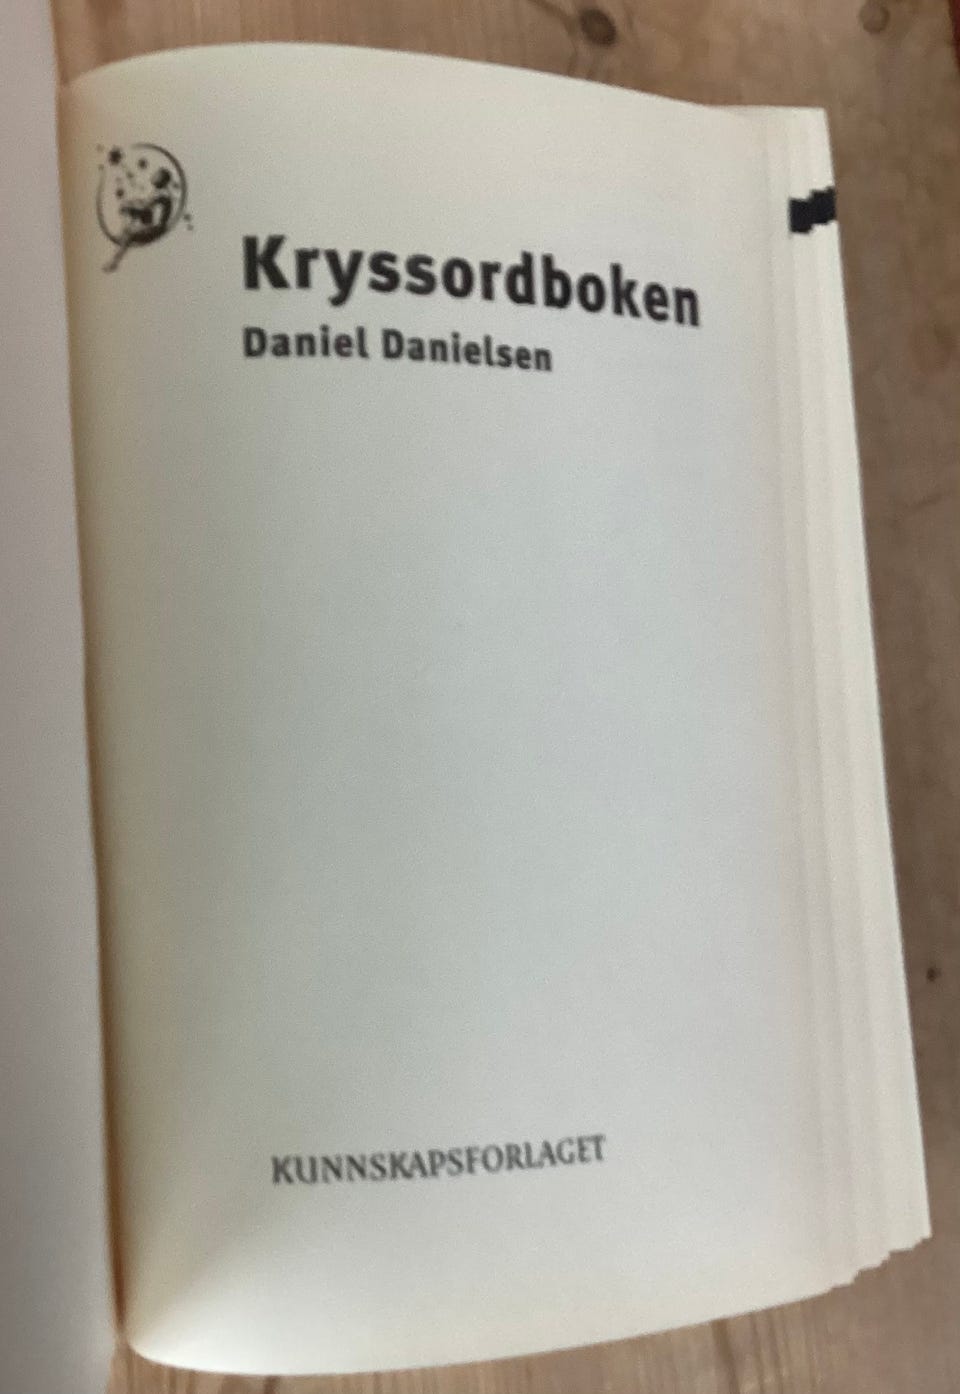 Kryssordboken
Daniel Danielsen
KUNNSKAPSFORLAGET